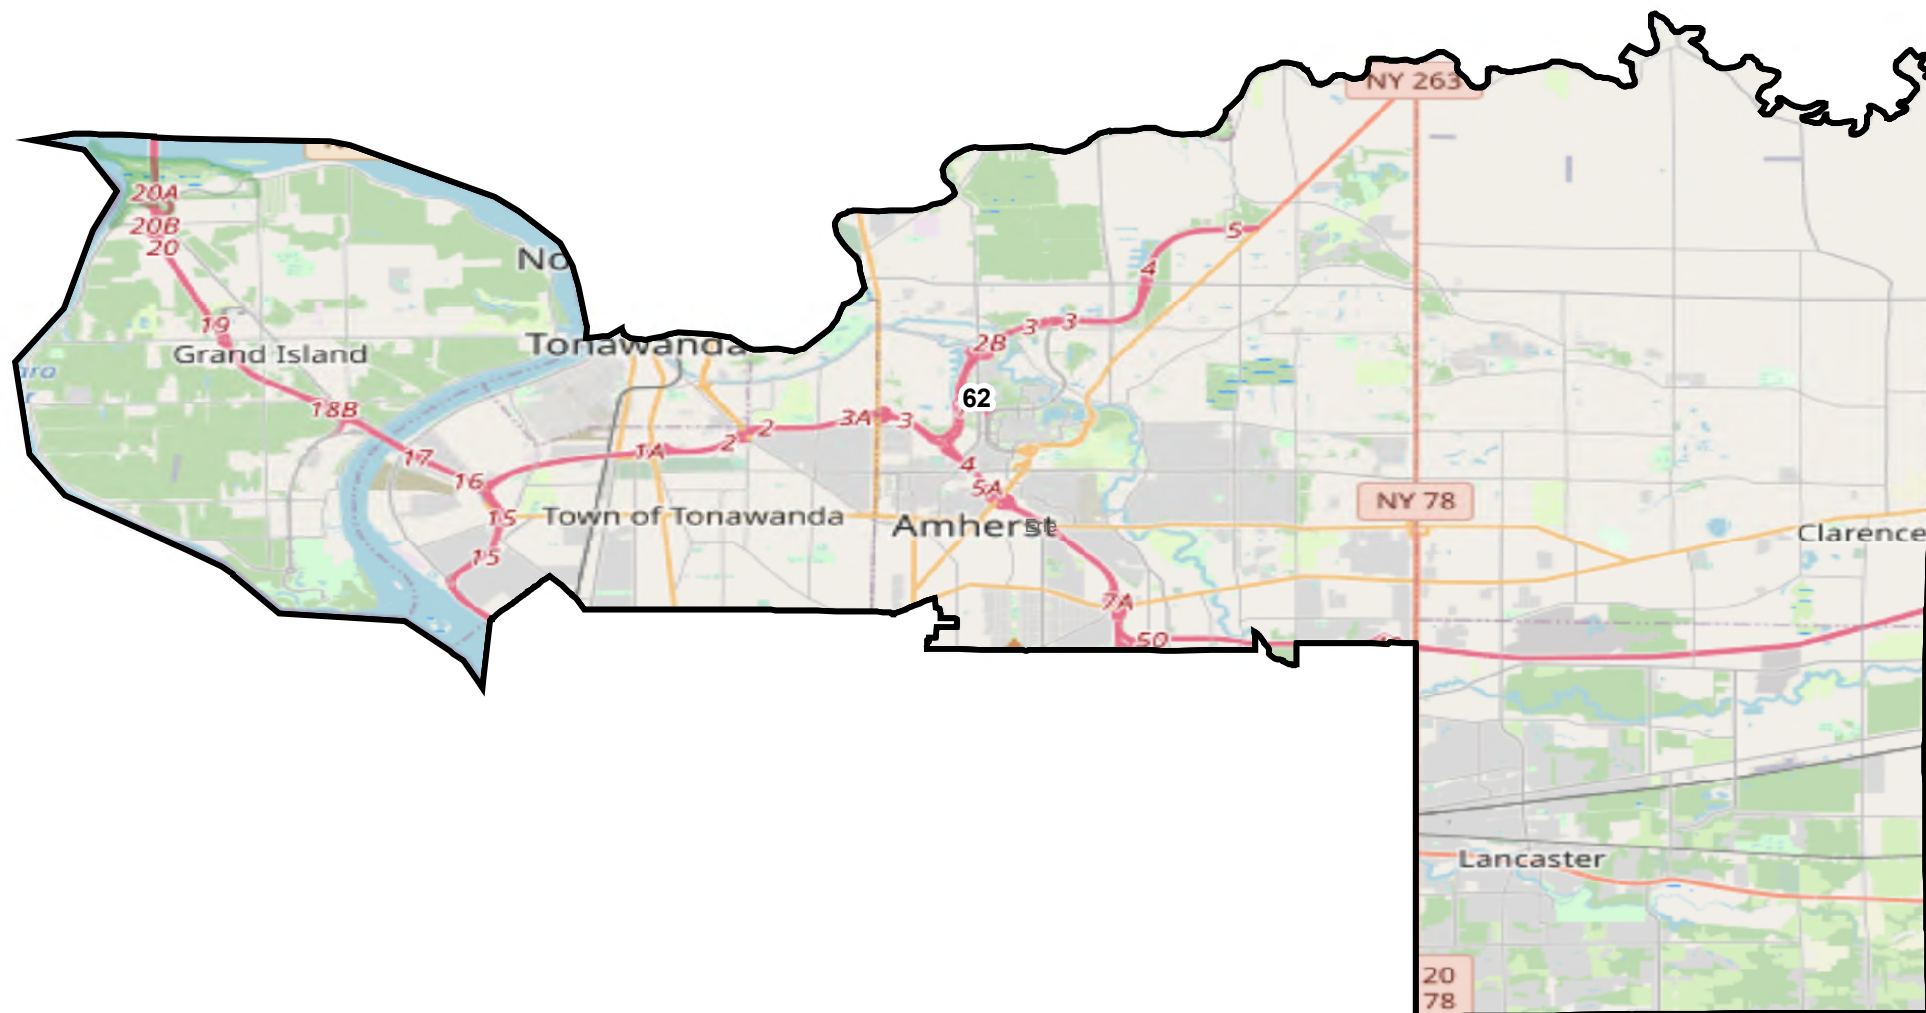 NY 263
20A
20B
20
5
No
4
19
3
3
2B
Tonawanda
Grand Island
62
18B
3A
3
2
2
1A
17
4
16
5A
NY 78
15
Town of Tonawanda
Amherst
Clarence
15
7A
50
Lancaster
20
78